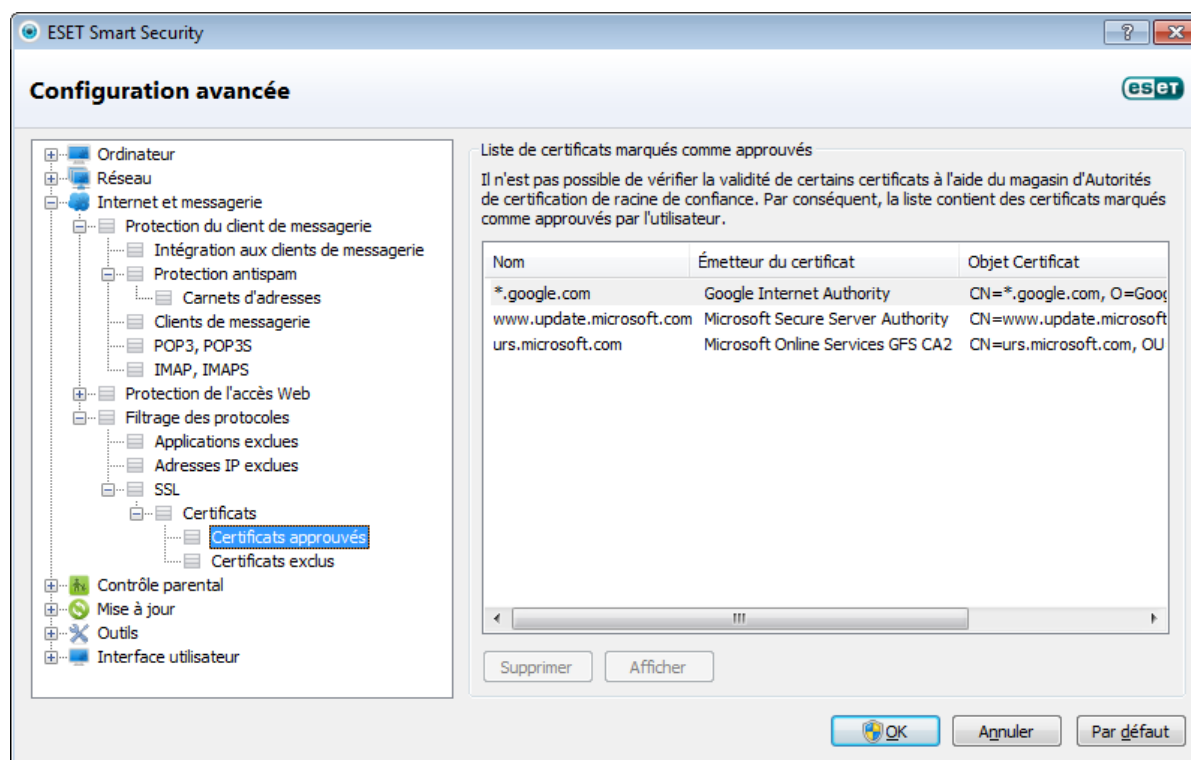 ESET Smart Security
Configuration avancée
eset
Ordinateur
Réseau
Internet et messagerie
Protection du client de messagerie
Intégration aux clients de messagerie
Protection antispam
Carnets d'adresses
Clients de messagerie
POP3, POP3S
IMAP, IMAPS
Protection de l'accès Web
Filtrage des protocoles
Applications exclues
Adresses IP exclues
SSL
Certificats
Certificats approuvés
Certificats exclus
Contrôle parental
Mise à jour
Outils
Interface utilisateur
Liste de certificats marqués comme approuvés
Il n'est pas possible de vérifier la validité de certains certificats à l'aide du magasin d'Autorités
de certification de racine de confiance. Par conséquent, la liste contient des certificats marqués
comme approuvés par l'utilisateur.
Nom Émetteur du certificat Objet Certificat
*.google.com Google Internet Authority CN=*.google.com, O=Goog
www.update.microsoft.com Microsoft Secure Server Authority CN=www.update.microsoft
urs.microsoft.com Microsoft Online Services GFS CA2 CN=urs.microsoft.com, OU
Supprimer Afficher
OK Annuler Par défaut